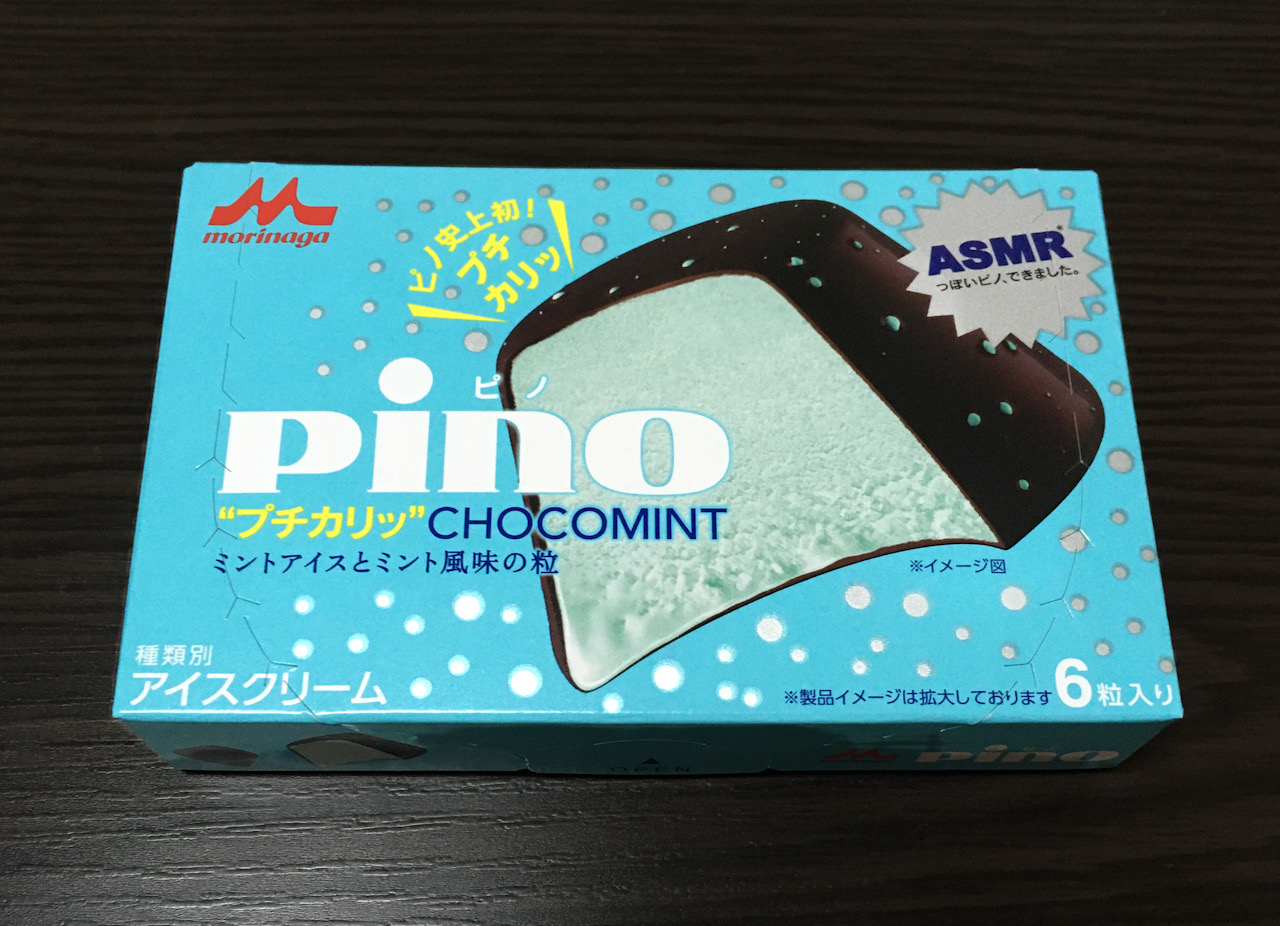 morinaga
ピノ史上初!
プチ
カリッ
ASMR*
っぽいピノ、できました。
ピノ
pino
“プチカリッ”CHOCOMINT
ミントアイスとミント風味の粒
※イメージ図
種類別
アイスクリーム
※製品イメージは拡大しております
6粒入り
OPEN
pino